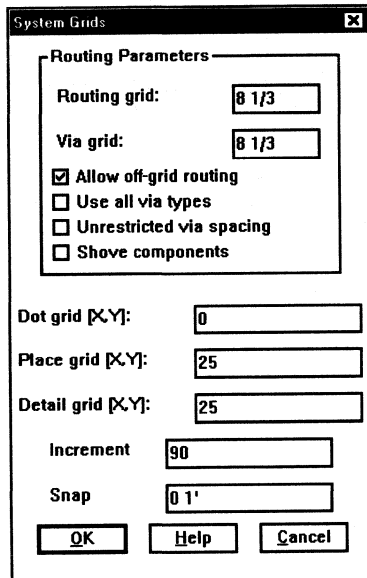 System Grids
Routing Parameters
Routing grid: 8 1/3
Via grid: 8 1/3
Allow off-grid routing
Use all via types
Unrestricted via spacing
Shove components
Dot grid [X,Y]: 0
Place grid [X,Y]: 25
Detail grid [X,Y]: 25
Increment 90
Snap 0 1'
OK Help Cancel